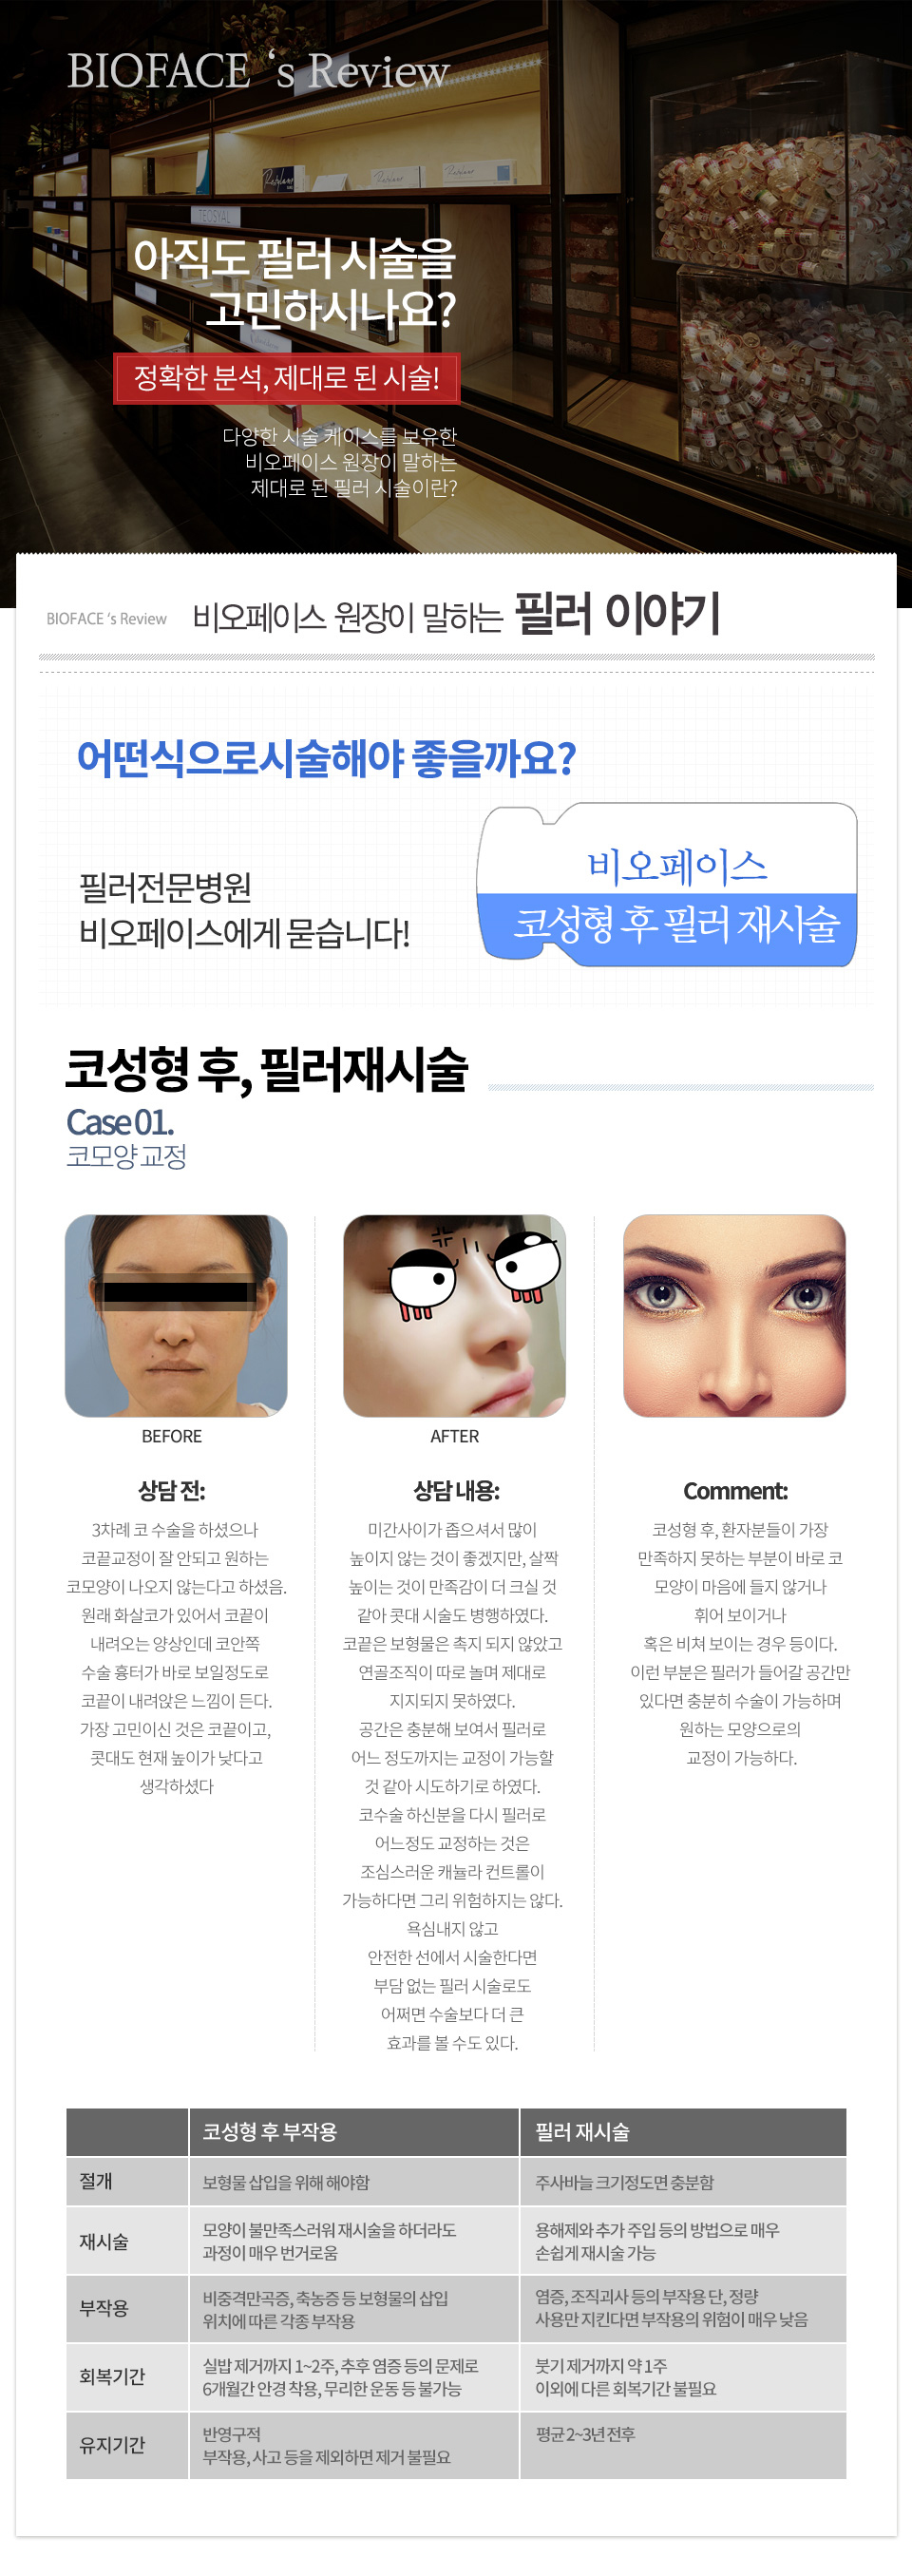 BIOFACE ‘s Review
TEOSYAL
아직도 필러 시술을
고민하시나요?
정확한 분석, 제대로 된 시술!
다양한 시술 케이스를 보유한
비오페이스 원장이 말하는
제대로 된 필러 시술이란?
BIOFACE ‘s Review 비오페이스 원장이 말하는 필러 이야기
어떤식으로시술해야 좋을까요?
필러전문병원
비오페이스에게 묻습니다!
비오페이스
코성형 후 필러 재시술
코성형 후, 필러재시술
Case 01.
코모양 교정
BEFORE
상담 전:
3차례 코 수술을 하셨으나
코끝교정이 잘 안되고 원하는
코모양이 나오지 않는다고 하셨음.
원래 화살코가 있어서 코끝이
내려오는 양상인데 코안쪽
수술 흉터가 바로 보일정도로
코끝이 내려앉은 느낌이 든다.
가장 고민이신 것은 코끝이고,
콧대도 현재 높이가 낮다고
생각하셨다
AFTER
상담 내용:
미간사이가 좁으셔서 많이
높이지 않는 것이 좋겠지만, 살짝
높이는 것이 만족감이 더 크실 것
같아 콧대 시술도 병행하였다.
코끝은 보형물은 촉지 되지 않았고
연골조직이 따로 놀며 제대로
지지되지 못하였다.
공간은 충분해 보여서 필러로
어느 정도까지는 교정이 가능할
것 같아 시도하기로 하였다.
코수술 하신분을 다시 필러로
어느정도 교정하는 것은
조심스러운 캐뉼라 컨트롤이
가능하다면 그리 위험하지는 않다.
욕심내지 않고
안전한 선에서 시술한다면
부담 없는 필러 시술로도
어쩌면 수술보다 더 큰
효과를 볼 수도 있다.
Comment:
코성형 후, 환자분들이 가장
만족하지 못하는 부분이 바로 코
모양이 마음에 들지 않거나
휘어 보이거나
혹은 비쳐 보이는 경우 등이다.
이런 부분은 필러가 들어갈 공간만
있다면 충분히 수술이 가능하며
원하는 모양으로의
교정이 가능하다.
코성형 후 부작용 필러 재시술
절개 보형물 삽입을 위해 해야함 주사바늘 크기정도면 충분함
재시술 모양이 불만족스러워 재시술을 하더라도
과정이 매우 번거로움
용해제와 추가 주입 등의 방법으로 매우
손쉽게 재시술 가능
부작용 비중격만곡증, 축농증 등 보형물의 삽입
위치에 따른 각종 부작용
염증, 조직괴사 등의 부작용 단, 정량
사용만 지킨다면 부작용의 위험이 매우 낮음
회복기간 실밥 제거까지 1~2주, 추후 염증 등의 문제로
6개월간 안경 착용, 무리한 운동 등 불가능
붓기 제거까지 약 1주
이외에 다른 회복기간 불필요
유지기간 반영구적
부작용, 사고 등을 제외하면 제거 불필요
평균 2~3년 전후